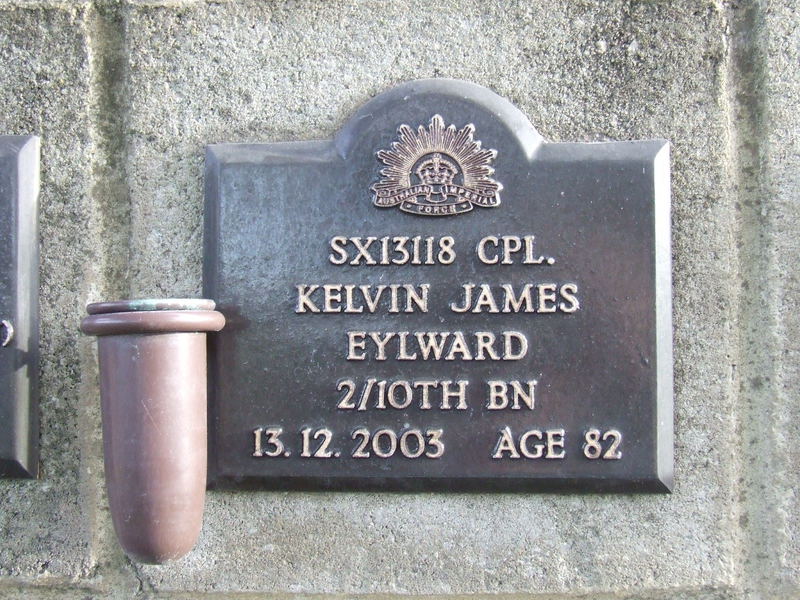 AUSTRALIAN IMPERIAL
FORCE
SX13118 CPL.
KELVIN JAMES
EYLWARD
2/10TH BN
13.12.2003 AGE 82